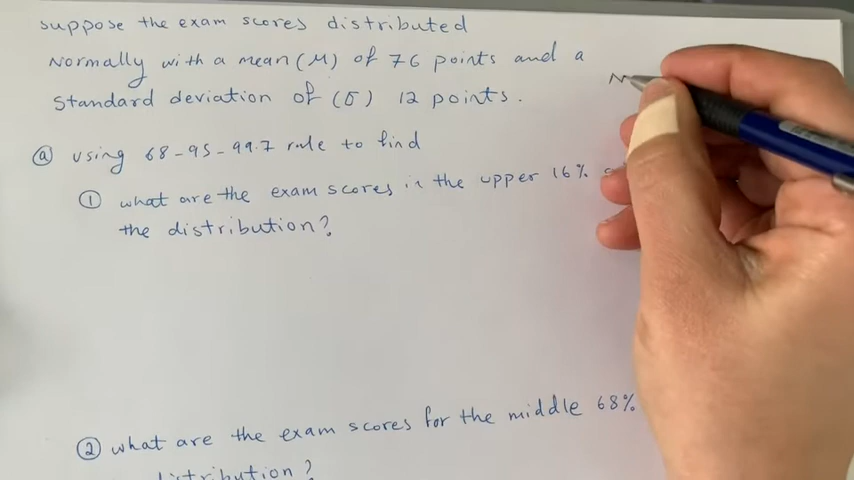 suppose the exam scores distributed
Normally with a mean (M) of 76 points and a
N
standard deviation of (σ) 12 points.
ⓐ using 68-95-99.7 rule to find
① what are the exam scores in the upper 16%
the distribution?
② what are the exam scores for the middle 68%
distribution?